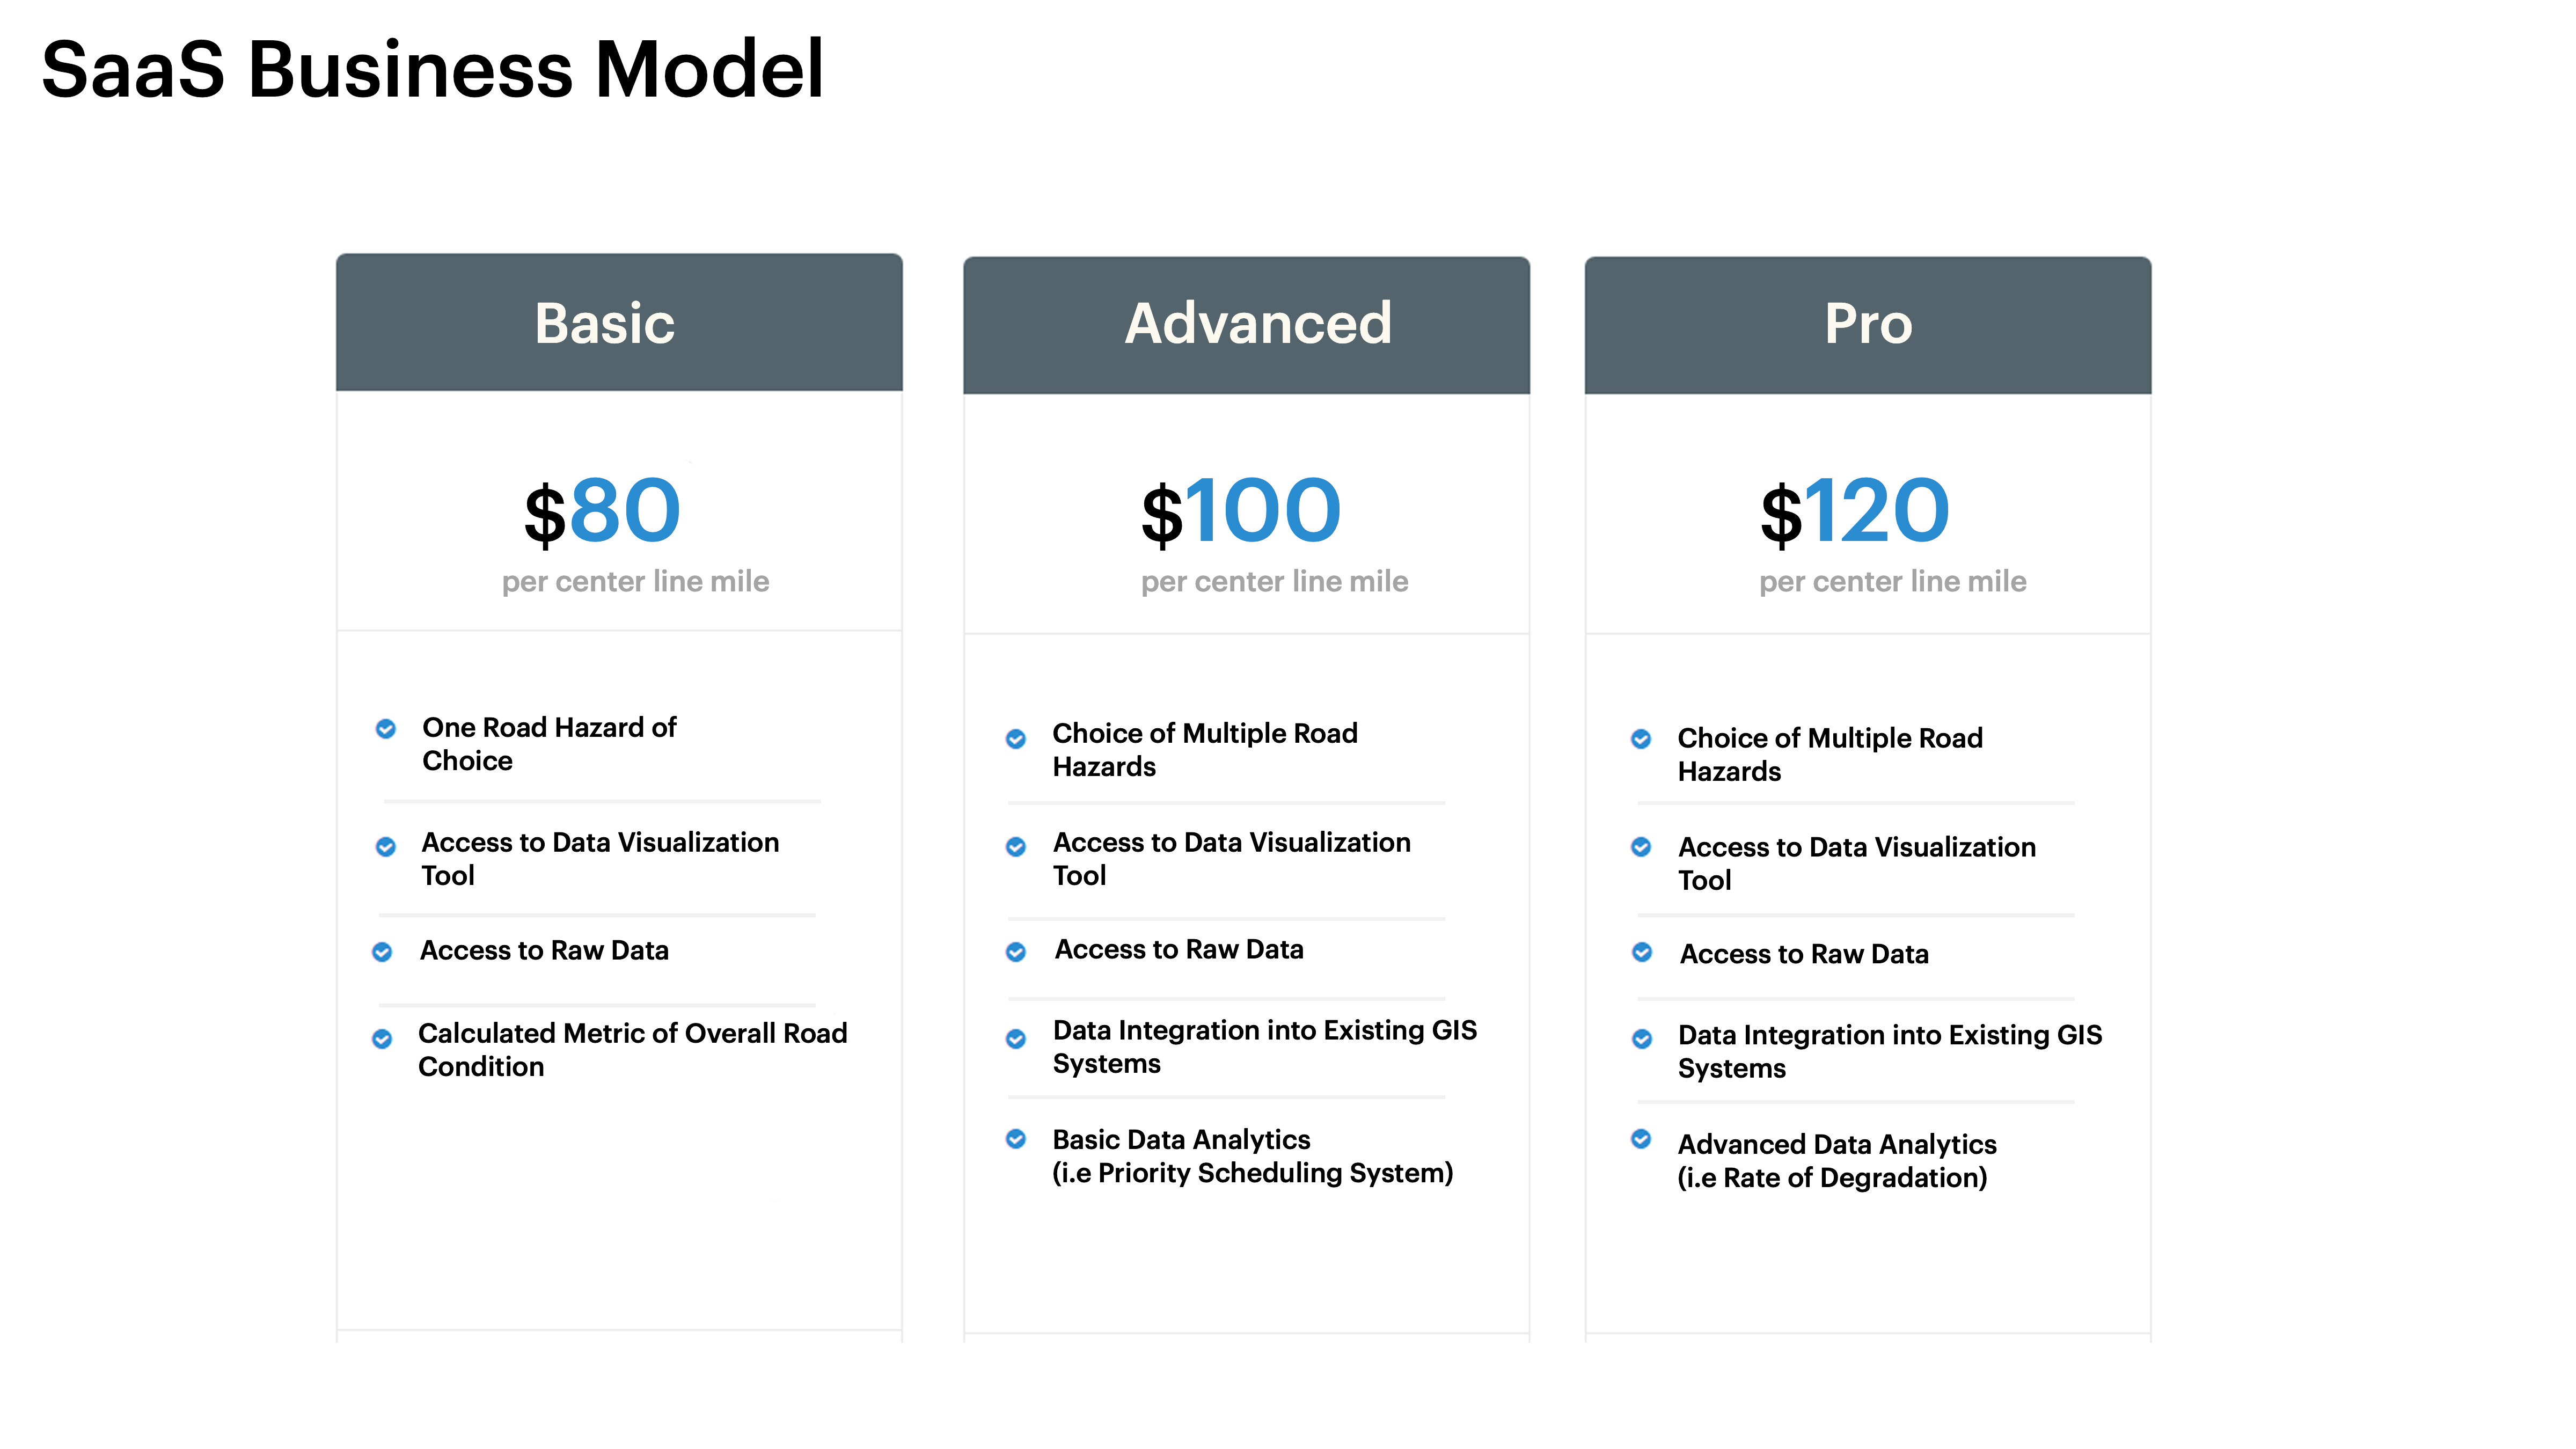 SaaS Business Model
Basic
$80
per center line mile
One Road Hazard of
Choice
Access to Data Visualization
Tool
Access to Raw Data
Calculated Metric of Overall Road
Condition
Advanced
$100
per center line mile
Choice of Multiple Road
Hazards
Access to Data Visualization
Tool
Access to Raw Data
Data Integration into Existing GIS
Systems
Basic Data Analytics
(i.e Priority Scheduling System)
Pro
$120
per center line mile
Choice of Multiple Road
Hazards
Access to Data Visualization
Tool
Access to Raw Data
Data Integration into Existing GIS
Systems
Advanced Data Analytics
(i.e Rate of Degradation)